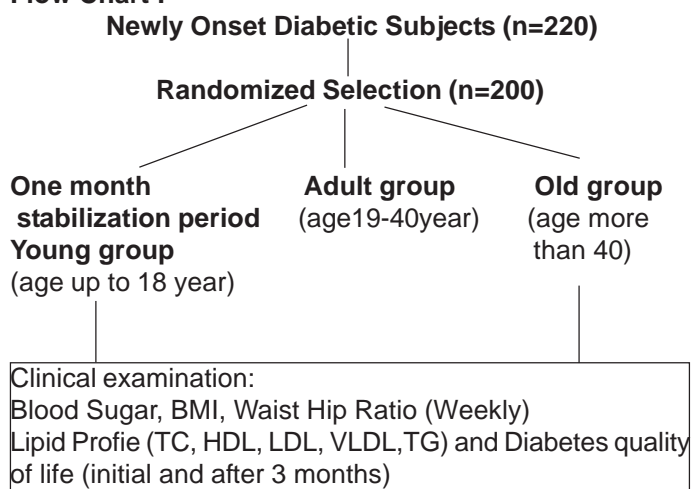 Newly Onset Diabetic Subjects (n=220)
Randomized Selection (n=200)
One month
stabilization period
Young group
(age up to 18 year)
Adult group
(age19-40year)
Old group
(age more
than 40)
Clinical examination:
Blood Sugar, BMI, Waist Hip Ratio (Weekly)
Lipid Profie (TC, HDL, LDL, VLDL,TG) and Diabetes quality
of life (initial and after 3 months)